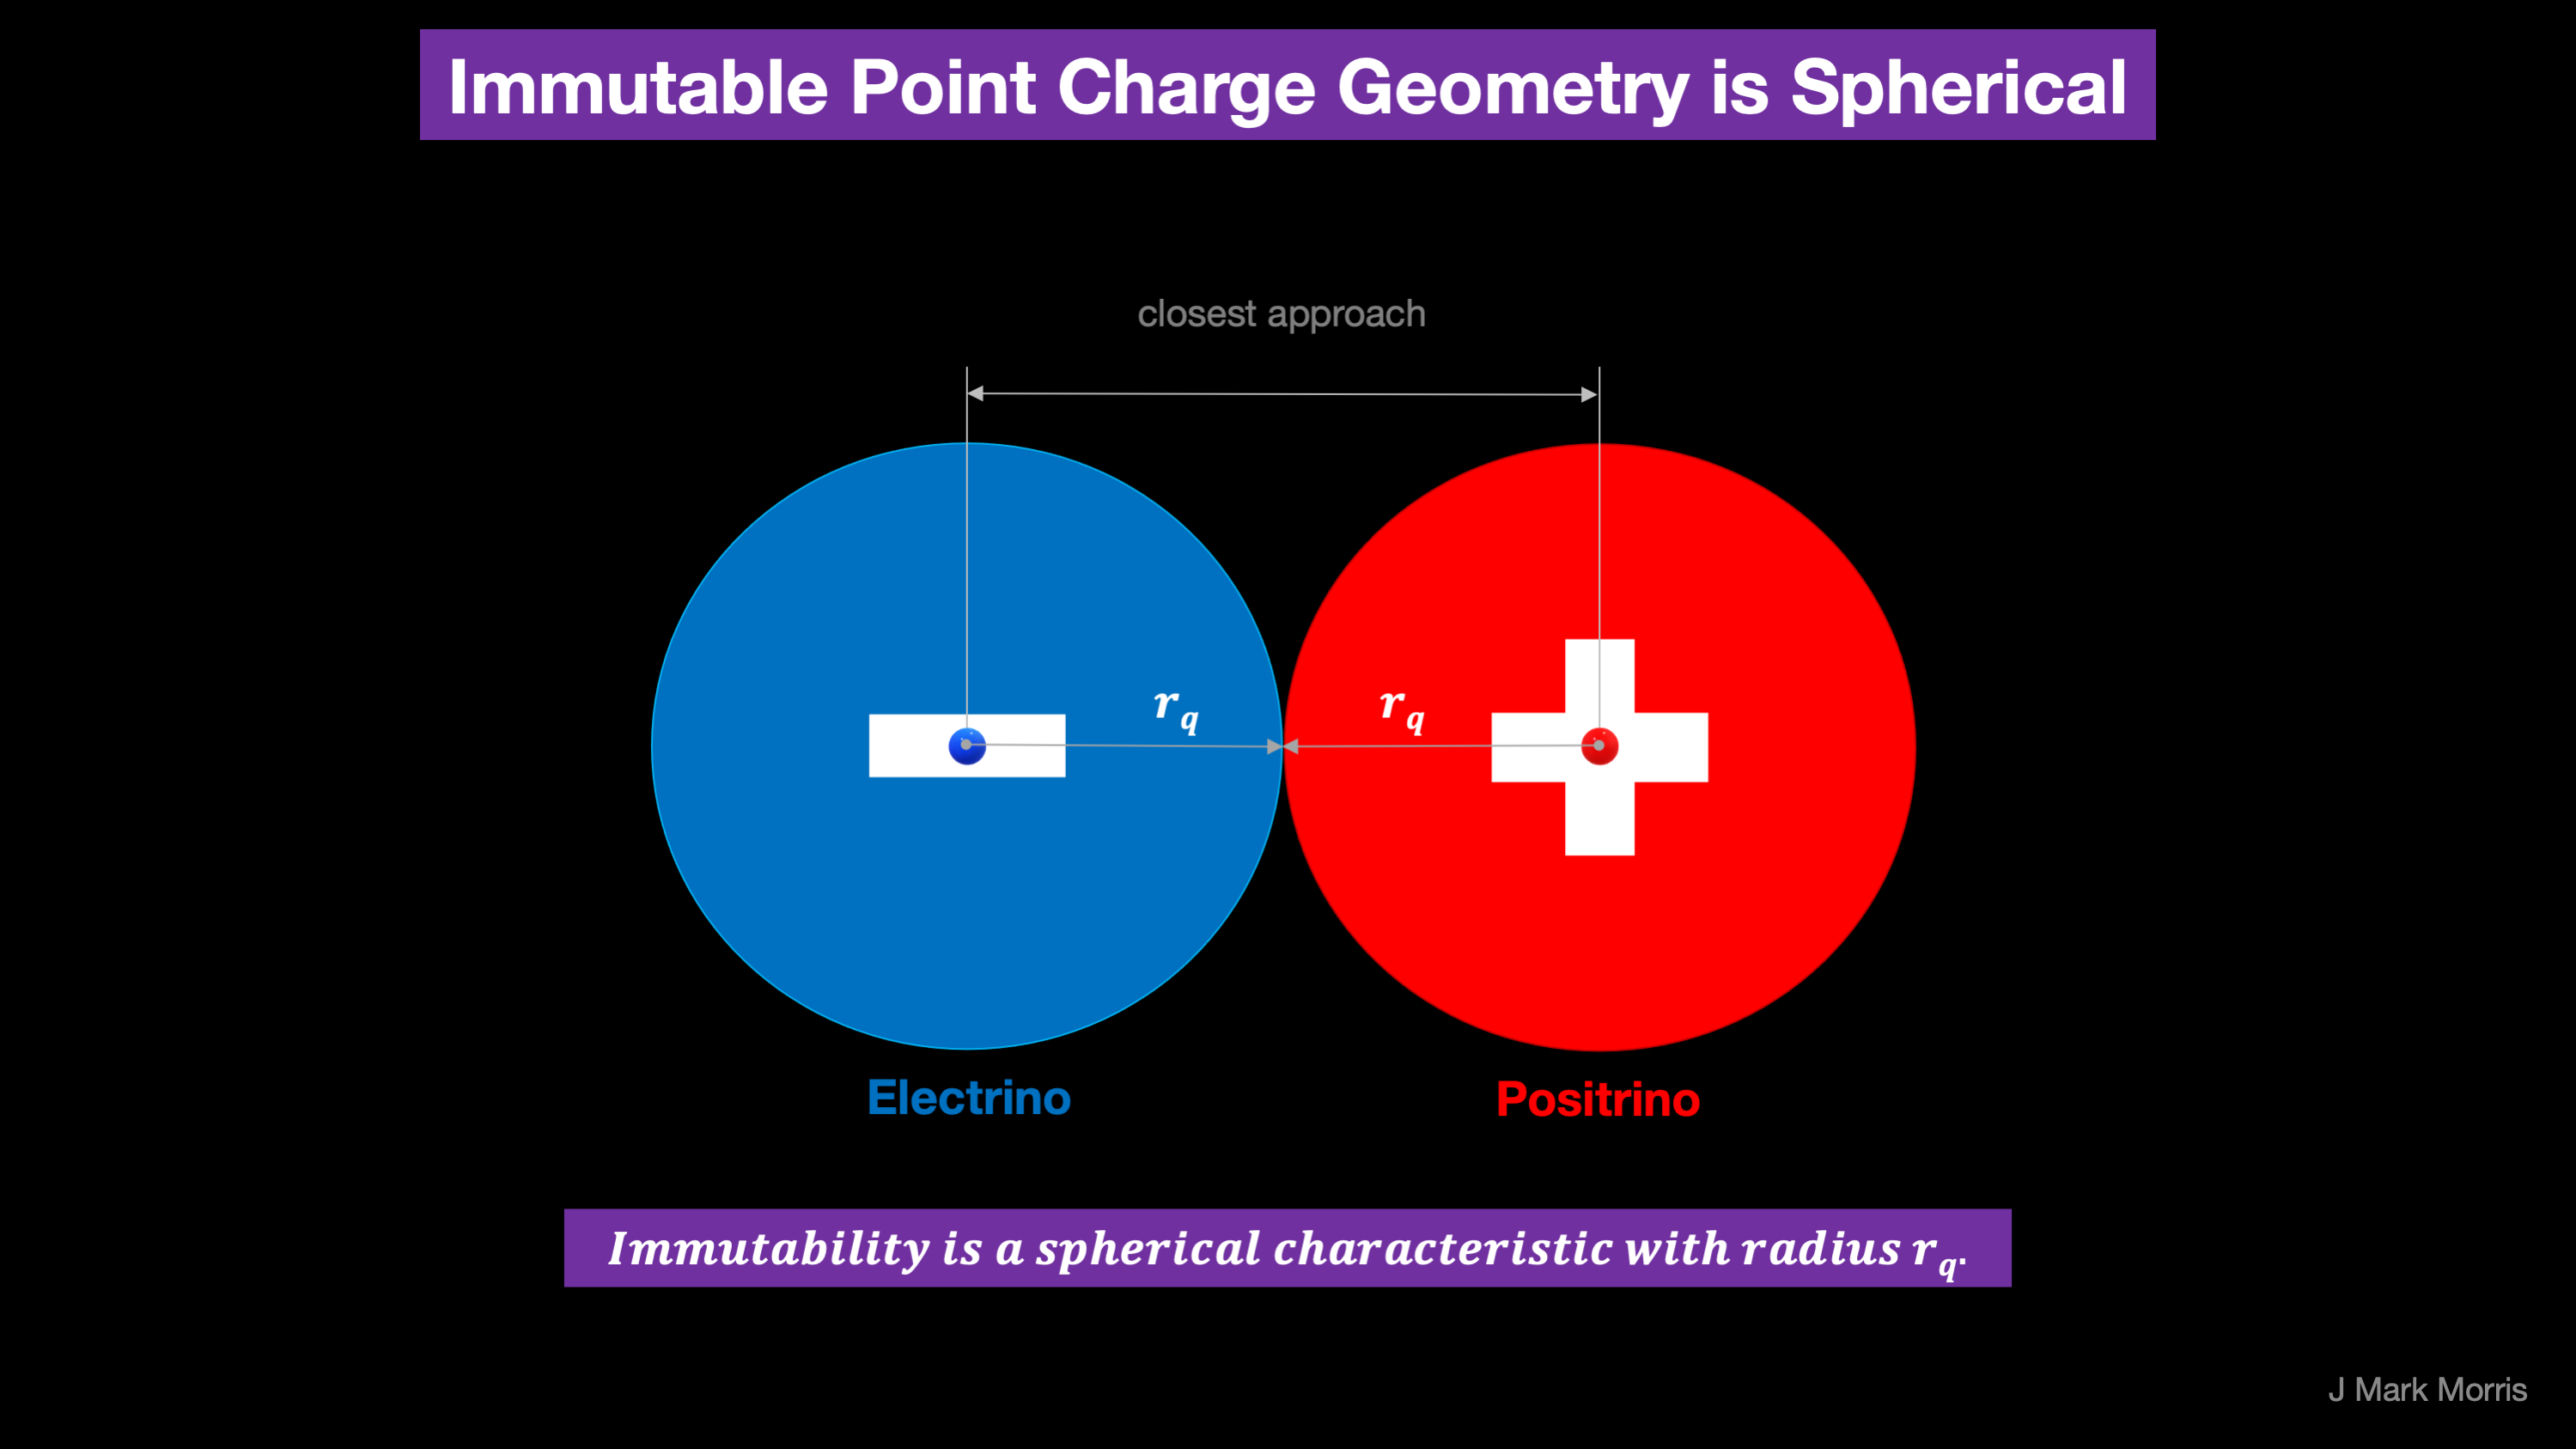 Immutable Point Charge Geometry is Spherical
closest approach
r_q r_q
Electrino Positrino
Immutability is a spherical characteristic with radius r_q.
J Mark Morris